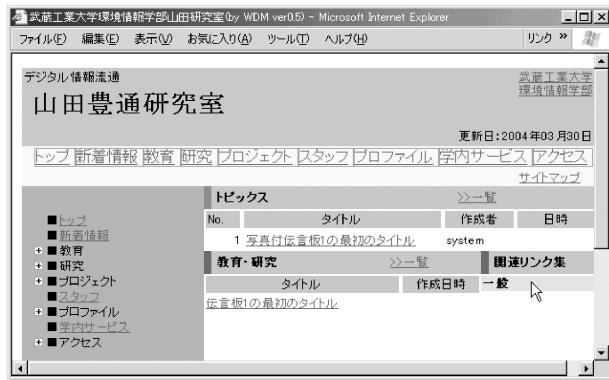 武蔵工業大学環境情報学部山田研究室(by WDM ver0.5) - Microsoft Internet Explorer
ファイル(F) 編集(E) 表示(V) お気に入り(A) ツール(T) ヘルプ(H) リンク »
デジタル情報流通
武蔵工業大学
環境情報学部
山田豊通研究室
更新日:2004年03月30日
トップ 新着情報 教育 研究 プロジェクト スタッフ プロファイル 学内サービス アクセス
サイトマップ
トピックス >>一覧
No. タイトル 作成者 日時
1 写真付伝言板1の最初のタイトル system
教育・研究 >>一覧 関連リンク集
タイトル 作成日時 一般
伝言板1の最初のタイトル
■トップ
■新着情報
+ ■教育
+ ■研究
+ ■プロジェクト
■スタッフ
+ ■プロファイル
■学内サービス
+ ■アクセス